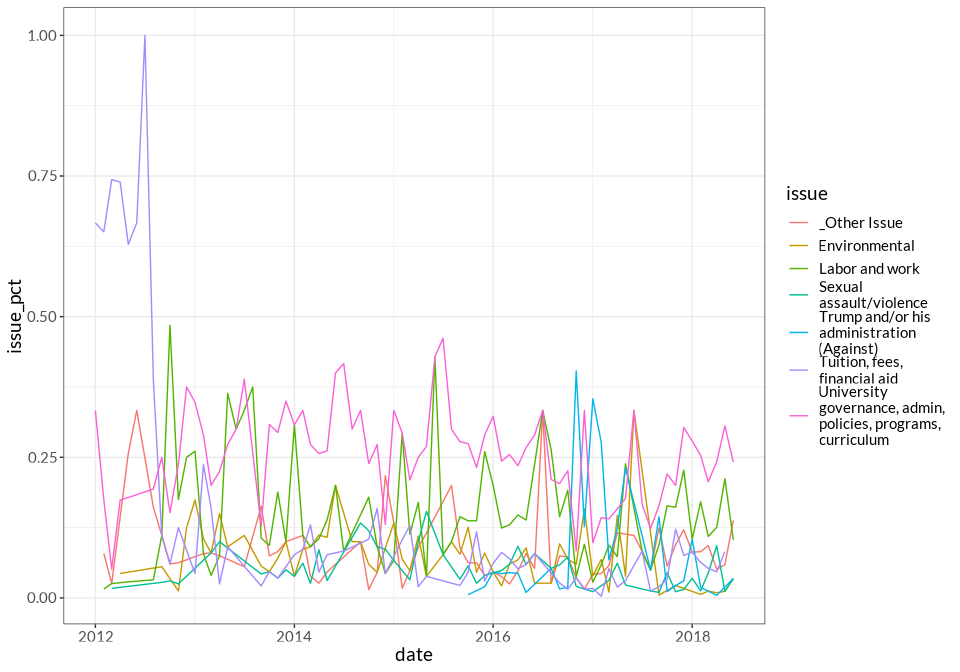 1.00
0.75
0.50
0.25
0.00
issue_pct
2012
2014
2016
2018
date
issue
_Other Issue
Environmental
Labor and work
Sexual
assault/violence
Trump and/or his
administration
(Against)
Tuition, fees,
financial aid
University
governance, admin,
policies, programs,
curriculum